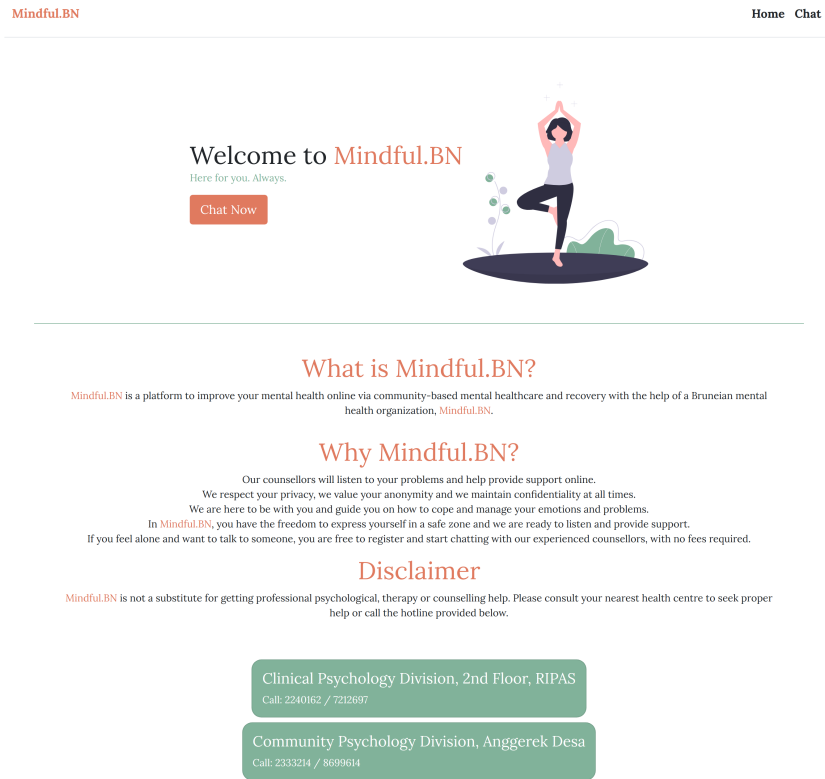 Mindful.BN
Home Chat
Welcome to Mindful.BN
Here for you. Always.
Chat Now
What is Mindful.BN?
Mindful.BN is a platform to improve your mental health online via community-based mental healthcare and recovery with the help of a Bruneian mental
health organization, Mindful.BN.
Why Mindful.BN?
Our counsellors will listen to your problems and help provide support online.
We respect your privacy, we value your anonymity and we maintain confidentiality at all times.
We are here to be with you and guide you on how to cope and manage your emotions and problems.
In Mindful.BN, you have the freedom to express yourself in a safe zone and we are ready to listen and provide support.
If you feel alone and want to talk to someone, you are free to register and start chatting with our experienced counsellors, with no fees required.
Disclaimer
Mindful.BN is not a substitute for getting professional psychological, therapy or counselling help. Please consult your nearest health centre to seek proper
help or call the hotline provided below.
Clinical Psychology Division, 2nd Floor, RIPAS
Call: 2240162 / 7212697
Community Psychology Division, Anggerek Desa
Call: 2333214 / 8699614